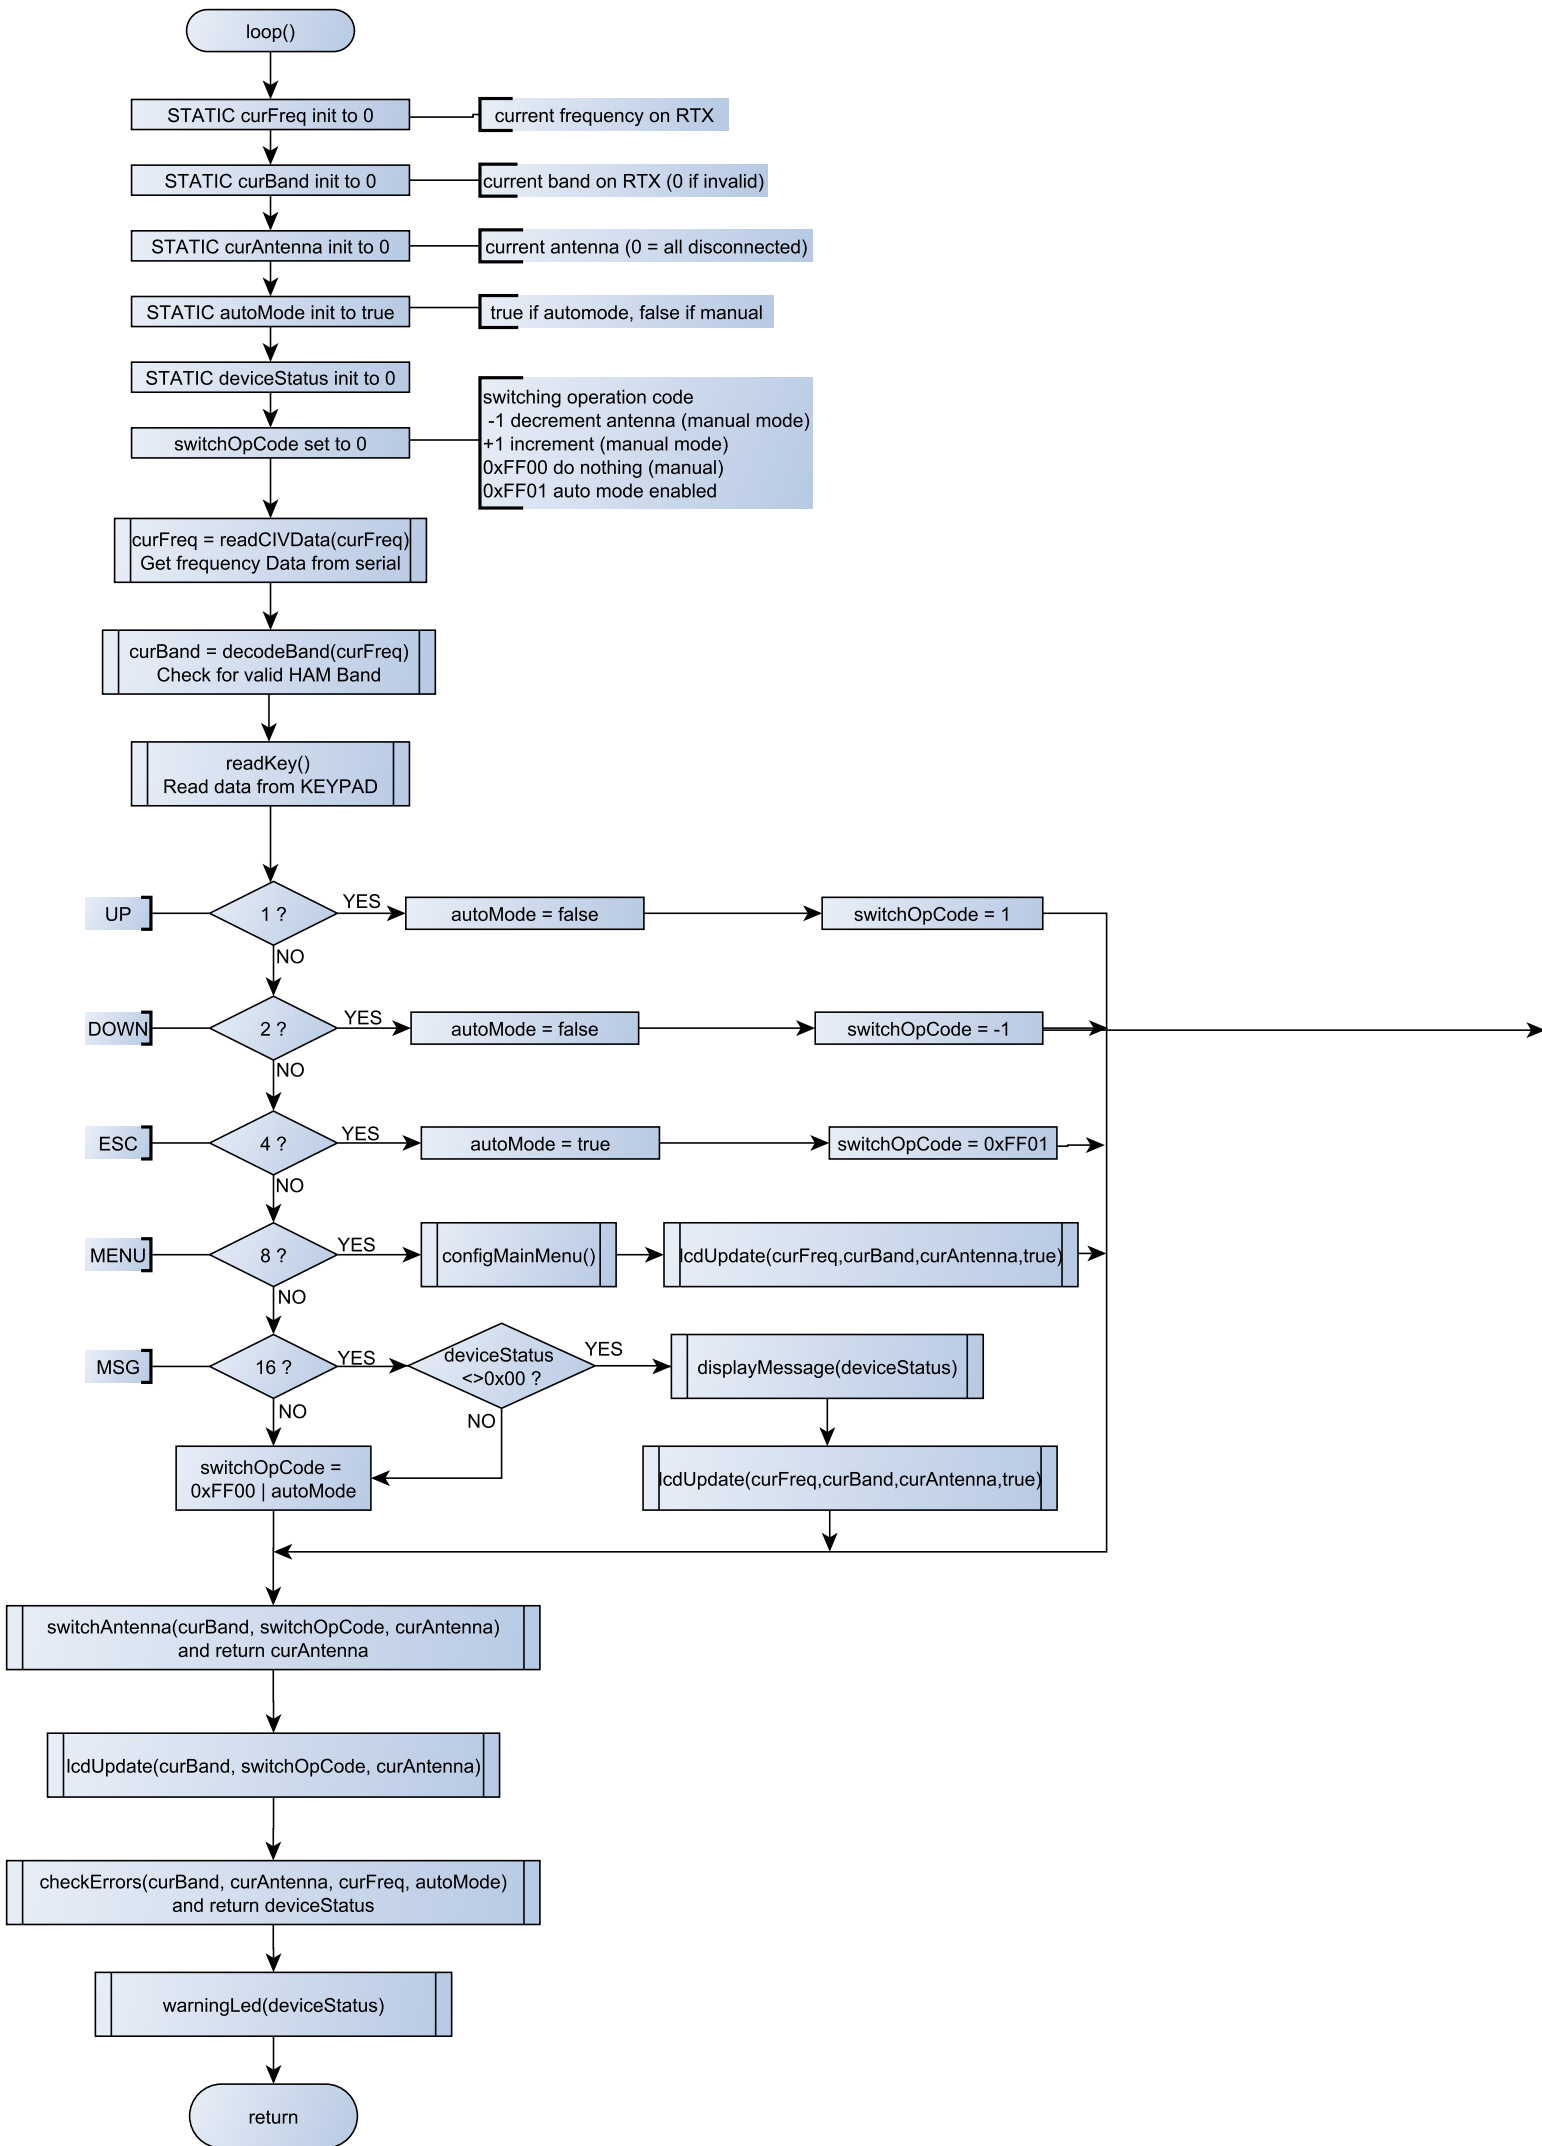 loop()
STATIC curFreq init to 0
current frequency on RTX
STATIC curBand init to 0
current band on RTX (0 if invalid)
STATIC curAntenna init to 0
current antenna (0 = all disconnected)
STATIC autoMode init to true
true if automode, false if manual
STATIC deviceStatus init to 0
switchOpCode set to 0
switching operation code
-1 decrement antenna (manual mode)
+1 increment (manual mode)
0xFF00 do nothing (manual)
0xFF01 auto mode enabled
curFreq = readCIVData(curFreq)
Get frequency Data from serial
curBand = decodeBand(curFreq)
Check for valid HAM Band
readKey()
Read data from KEYPAD
UP
1 ?
YES
autoMode = false
switchOpCode = 1
NO
DOWN
2 ?
YES
autoMode = false
switchOpCode = -1
NO
ESC
4 ?
YES
autoMode = true
switchOpCode = 0xFF01
NO
MENU
8 ?
YES
configMainMenu()
lcdUpdate(curFreq,curBand,curAntenna,true)
NO
MSG
16 ?
YES
deviceStatus
<>0x00 ?
YES
displayMessage(deviceStatus)
NO
NO
switchOpCode =
0xFF00 | autoMode
lcdUpdate(curFreq,curBand,curAntenna,true)
switchAntenna(curBand, switchOpCode, curAntenna)
and return curAntenna
lcdUpdate(curBand, switchOpCode, curAntenna)
checkErrors(curBand, curAntenna, curFreq, autoMode)
and return deviceStatus
warningLed(deviceStatus)
return